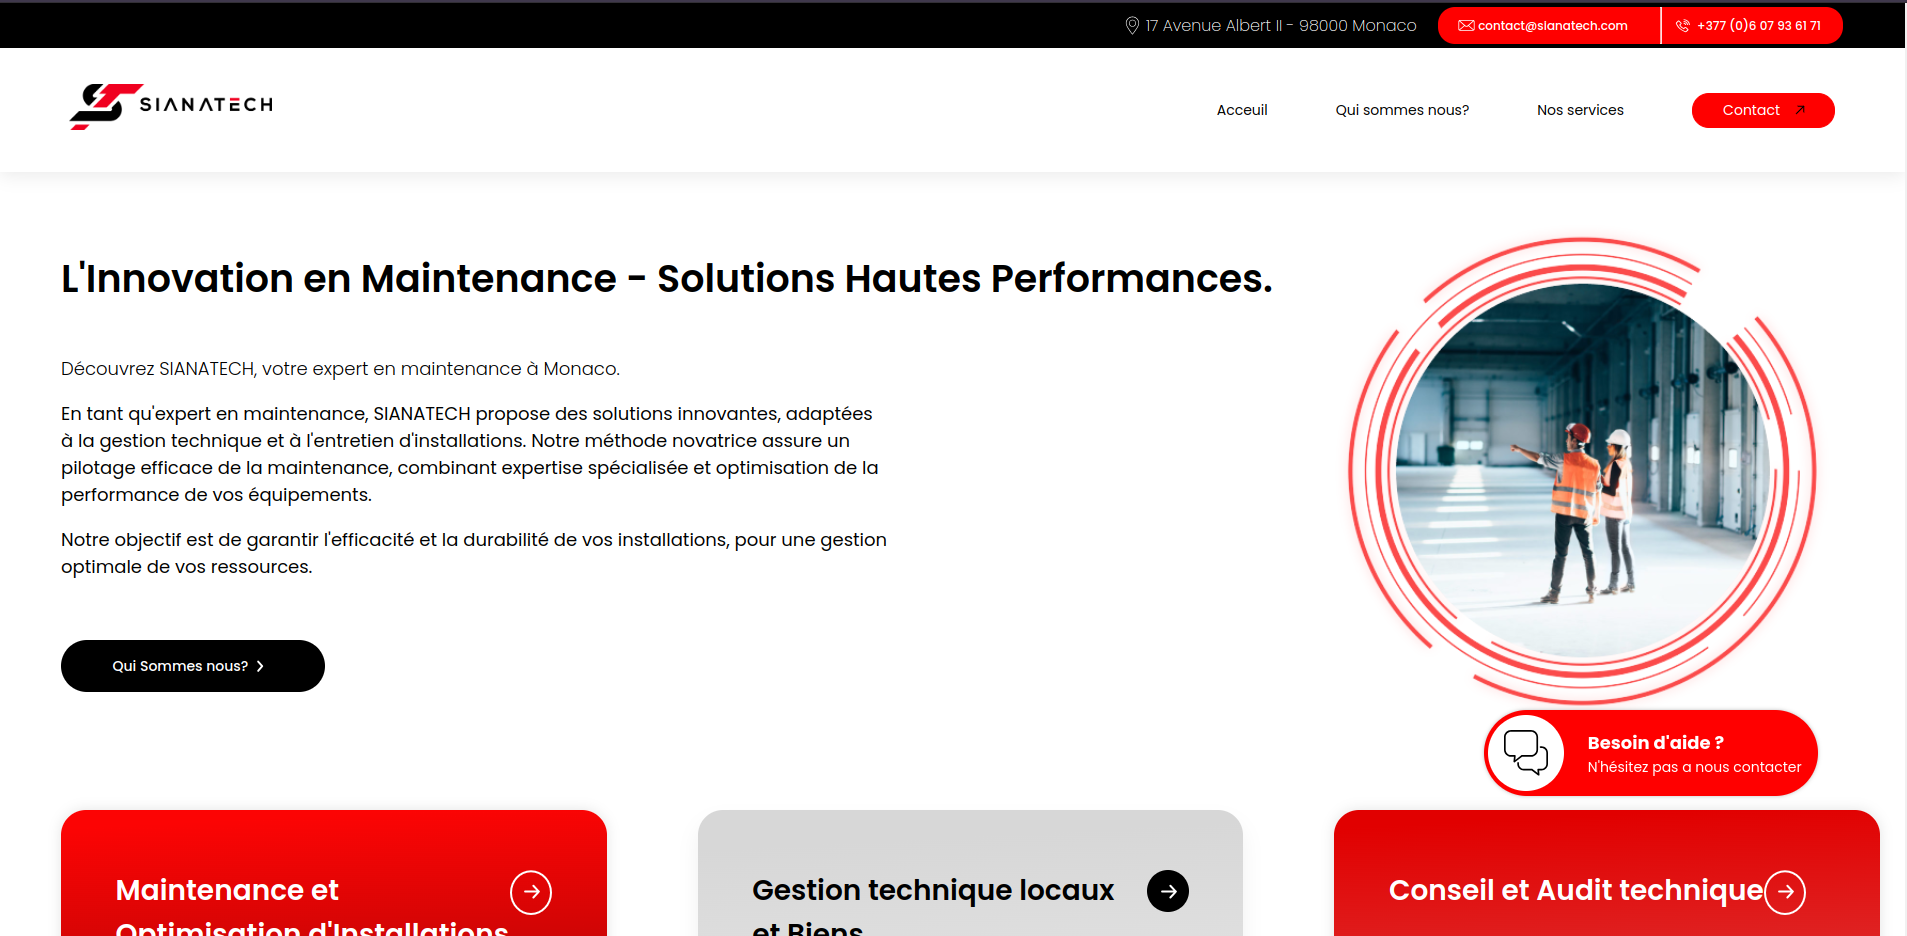 17 Avenue Albert II - 98000 Monaco
contact@sianatech.com
+377 (0)6 07 93 61 71
SIANATECH
Acceuil
Qui sommes nous?
Nos services
Contact
L'Innovation en Maintenance - Solutions Hautes Performances.
Découvrez SIANATECH, votre expert en maintenance à Monaco.
En tant qu'expert en maintenance, SIANATECH propose des solutions innovantes, adaptées
à la gestion technique et à l'entretien d'installations. Notre méthode novatrice assure un
pilotage efficace de la maintenance, combinant expertise spécialisée et optimisation de la
performance de vos équipements.
Notre objectif est de garantir l'efficacité et la durabilité de vos installations, pour une gestion
optimale de vos ressources.
Qui Sommes nous?
Besoin d'aide ?
N'hésitez pas a nous contacter
Maintenance et
Optimisation d'Installations
Gestion technique locaux
et Biens
Conseil et Audit technique